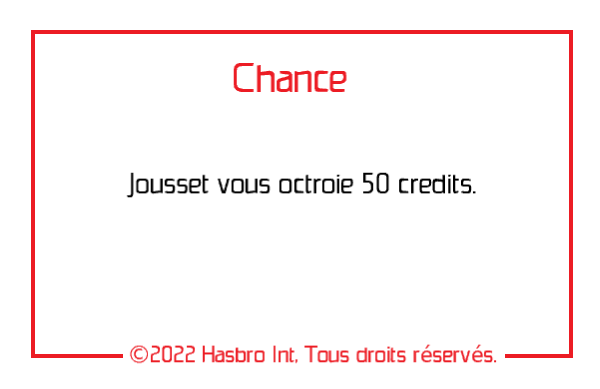 Chance
Jousset vous octroie 50 credits.
©2022 Hasbro Int. Tous droits réservés.